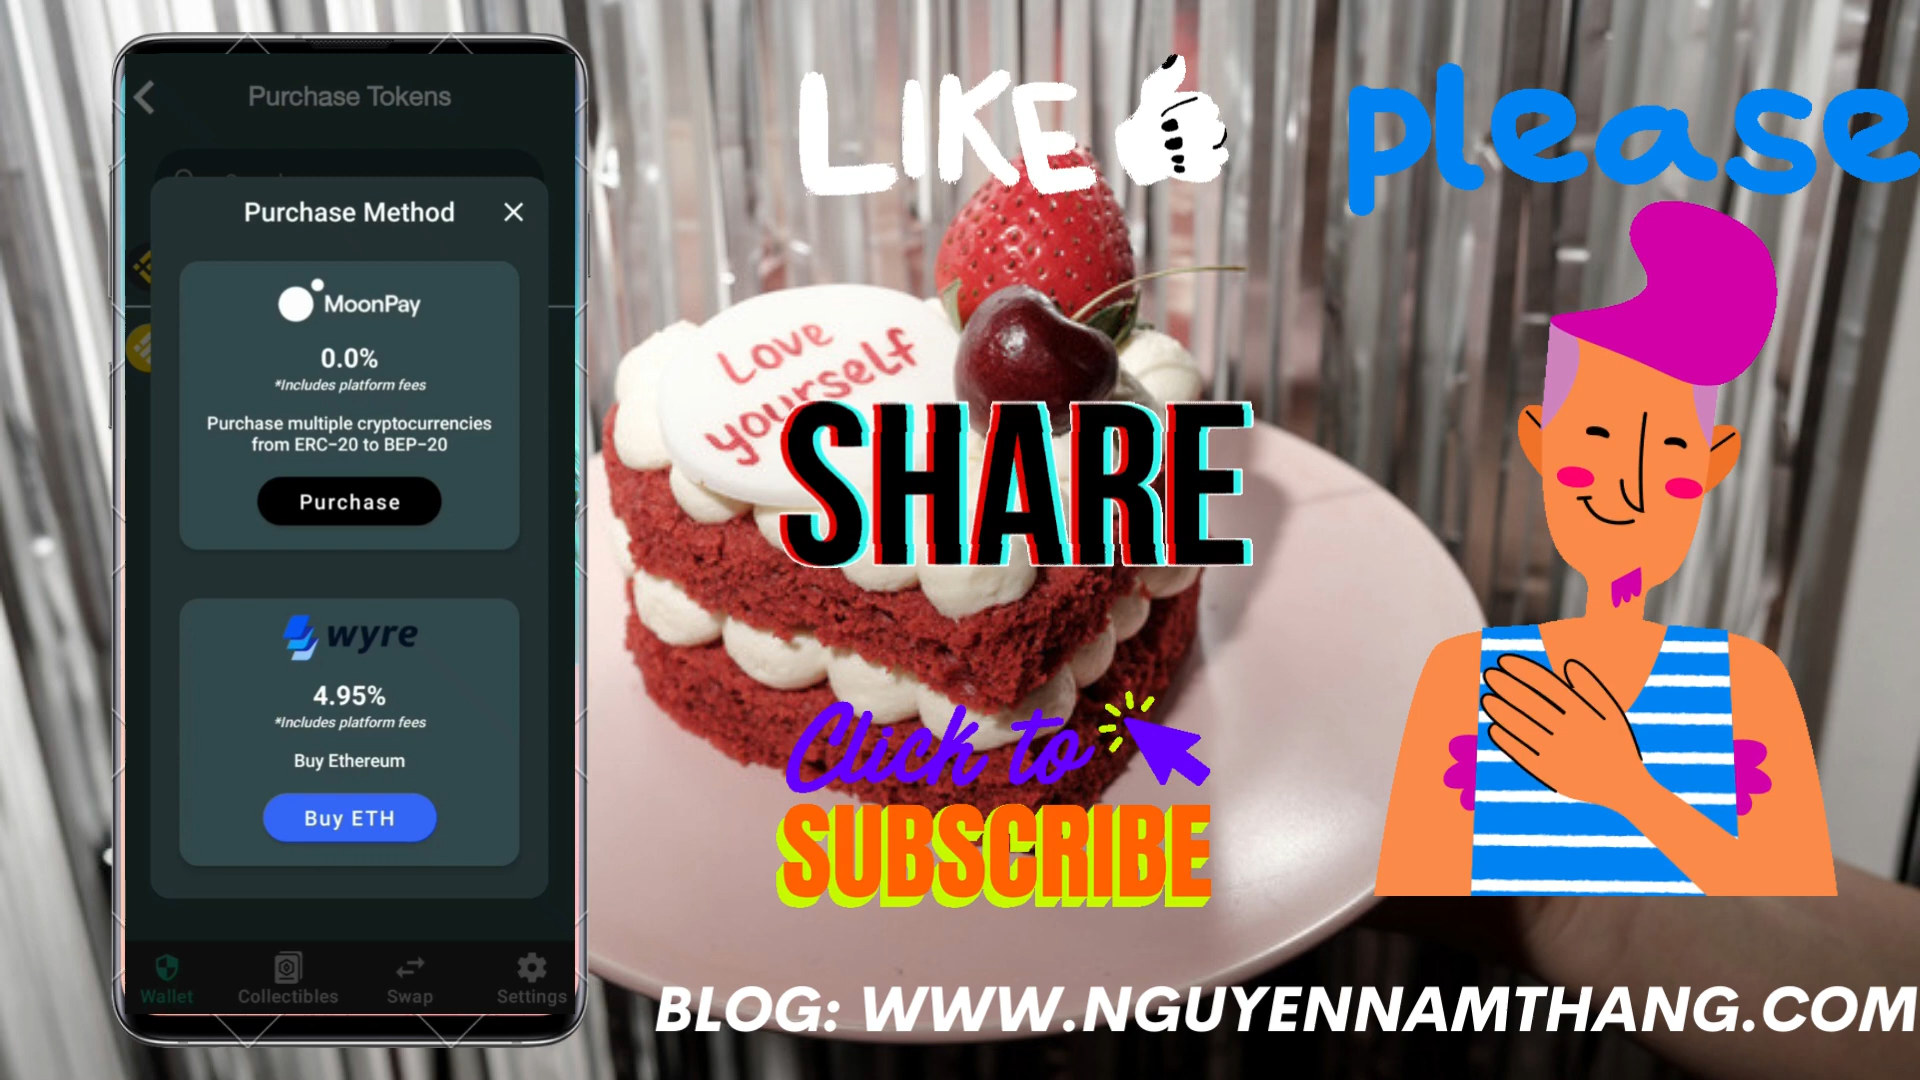 Purchase Tokens
Purchase Method
MoonPay
0.0%
*Includes platform fees
Purchase multiple cryptocurrencies
from ERC-20 to BEP-20
Purchase
wyre
4.95%
*Includes platform fees
Buy Ethereum
Buy ETH
Wallet
Collectibles
Swap
Settings
LIKE
please
Love
yourself
SHARE
Click to
SUBSCRIBE
BLOG: WWW.NGUYENNAMTHANG.COM